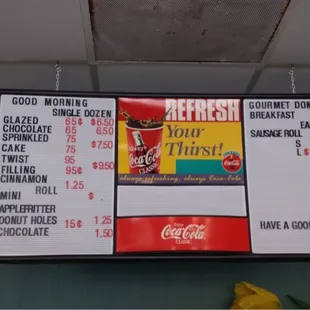 GOOD MORNING
SINGLE DOZEN
GLAZED 65¢ $6.50
CHOCOLATE 65 6.50
SPRINKLED 75
$7.50
CAKE 75
TWIST 95
$9.50
FILLING 95¢
CINNAMON
ROLL 1.25
MINI $
APPLEFRITTER
DONUT HOLES 15¢ 1.25
CHOCOLATE 1.50
REFRESH
Your
Thirst!
Coca-Cola
CLASSIC
always refreshing, always Coca-Cola
Coca-Cola
CLASSIC
GOURMET DON
BREAKFAST
EA
SAUSAGE ROLL
S
L
HAVE A GOO